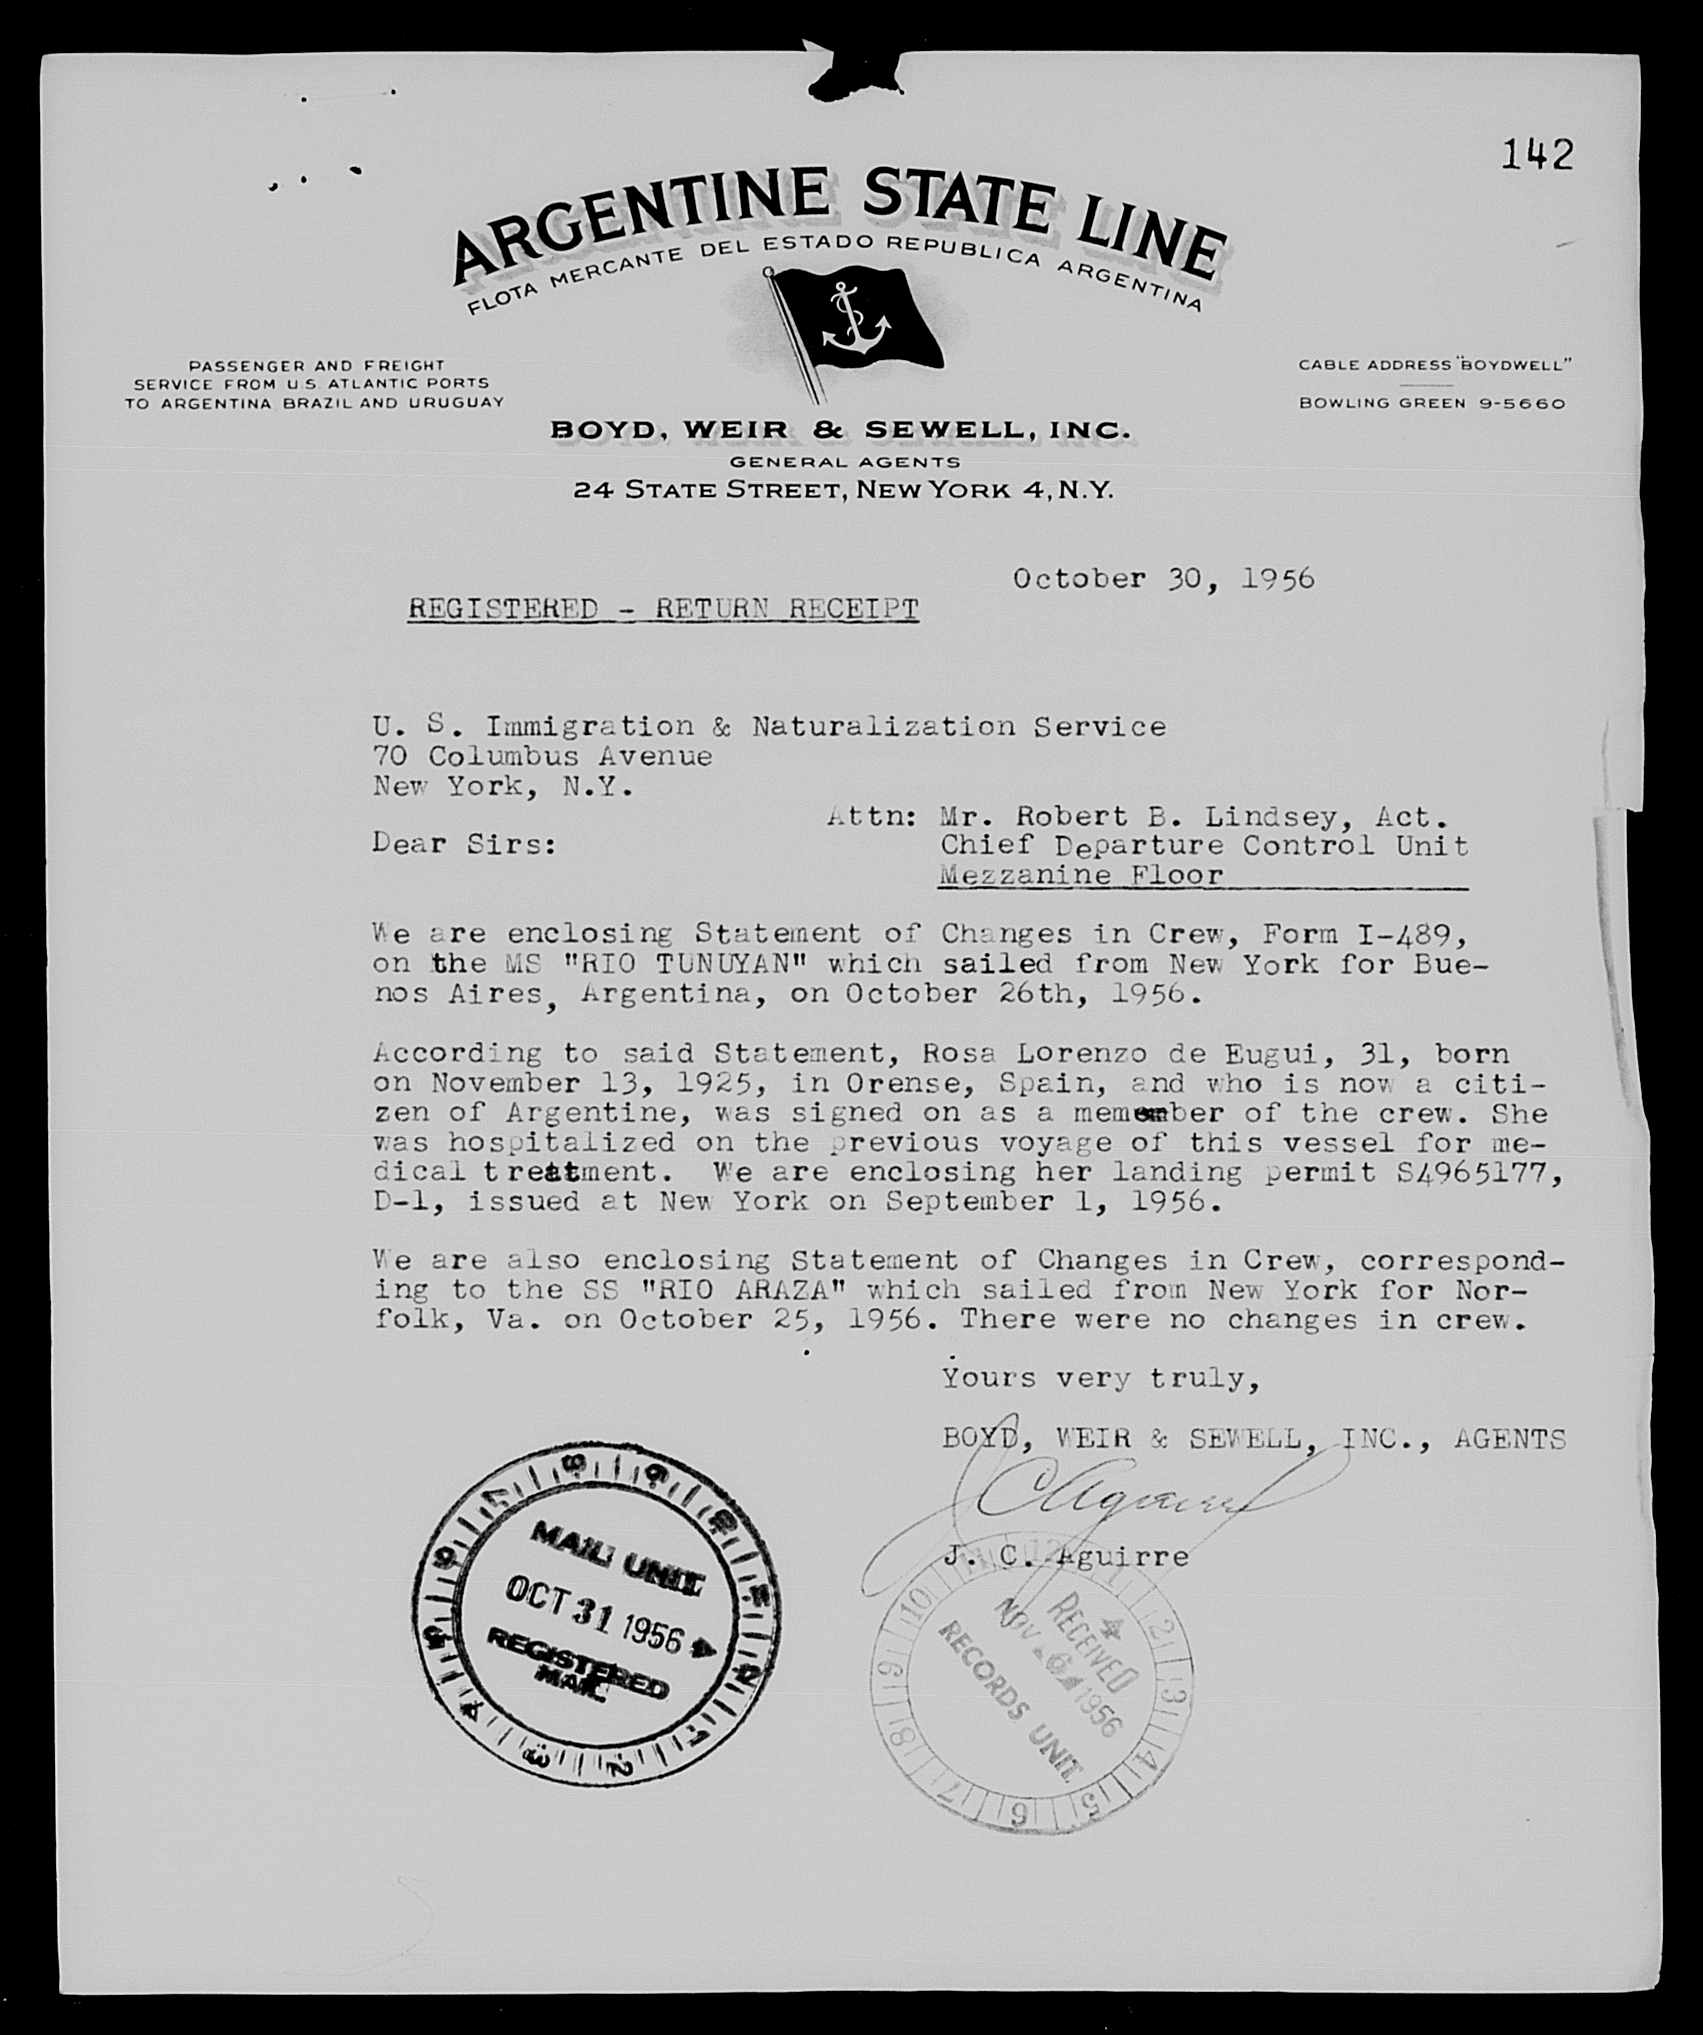 142
ARGENTINE STATE LINE
FLOTA MERCANTE DEL ESTADO REPUBLICA ARGENTINA
PASSENGER AND FREIGHT
SERVICE FROM U.S. ATLANTIC PORTS
TO ARGENTINA BRAZIL AND URUGUAY
CABLE ADDRESS "BOYDWELL"
BOWLING GREEN 9-5660
BOYD, WEIR & SEWELL, INC.
GENERAL AGENTS
24 STATE STREET, NEW YORK 4, N.Y.
October 30, 1956
REGISTERED - RETURN RECEIPT
U. S. Immigration & Naturalization Service
70 Columbus Avenue
New York, N.Y.
Attn: Mr. Robert B. Lindsey, Act.
Dear Sirs: Chief Departure Control Unit
Mezzanine Floor
We are enclosing Statement of Changes in Crew, Form I-489,
on the MS "RIO TUNUYAN" which sailed from New York for Bue-
nos Aires, Argentina, on October 26th, 1956.
According to said Statement, Rosa Lorenzo de Eugui, 31, born
on November 13, 1925, in Orense, Spain, and who is now a citi-
zen of Argentine, was signed on as a memember of the crew. She
was hospitalized on the previous voyage of this vessel for me-
dical treatment. We are enclosing her landing permit S4965177,
D-1, issued at New York on September 1, 1956.
We are also enclosing Statement of Changes in Crew, correspond-
ing to the SS "RIO ARAZA" which sailed from New York for Nor-
folk, Va. on October 25, 1956. There were no changes in crew.
Yours very truly,
BOYD, WEIR & SEWELL, INC., AGENTS
J. C. Aguirre
MAIL UNIT
OCT 31 1956
REGISTERED
MAIL
RECEIVED
NOV 6 1956
RECORDS UNIT